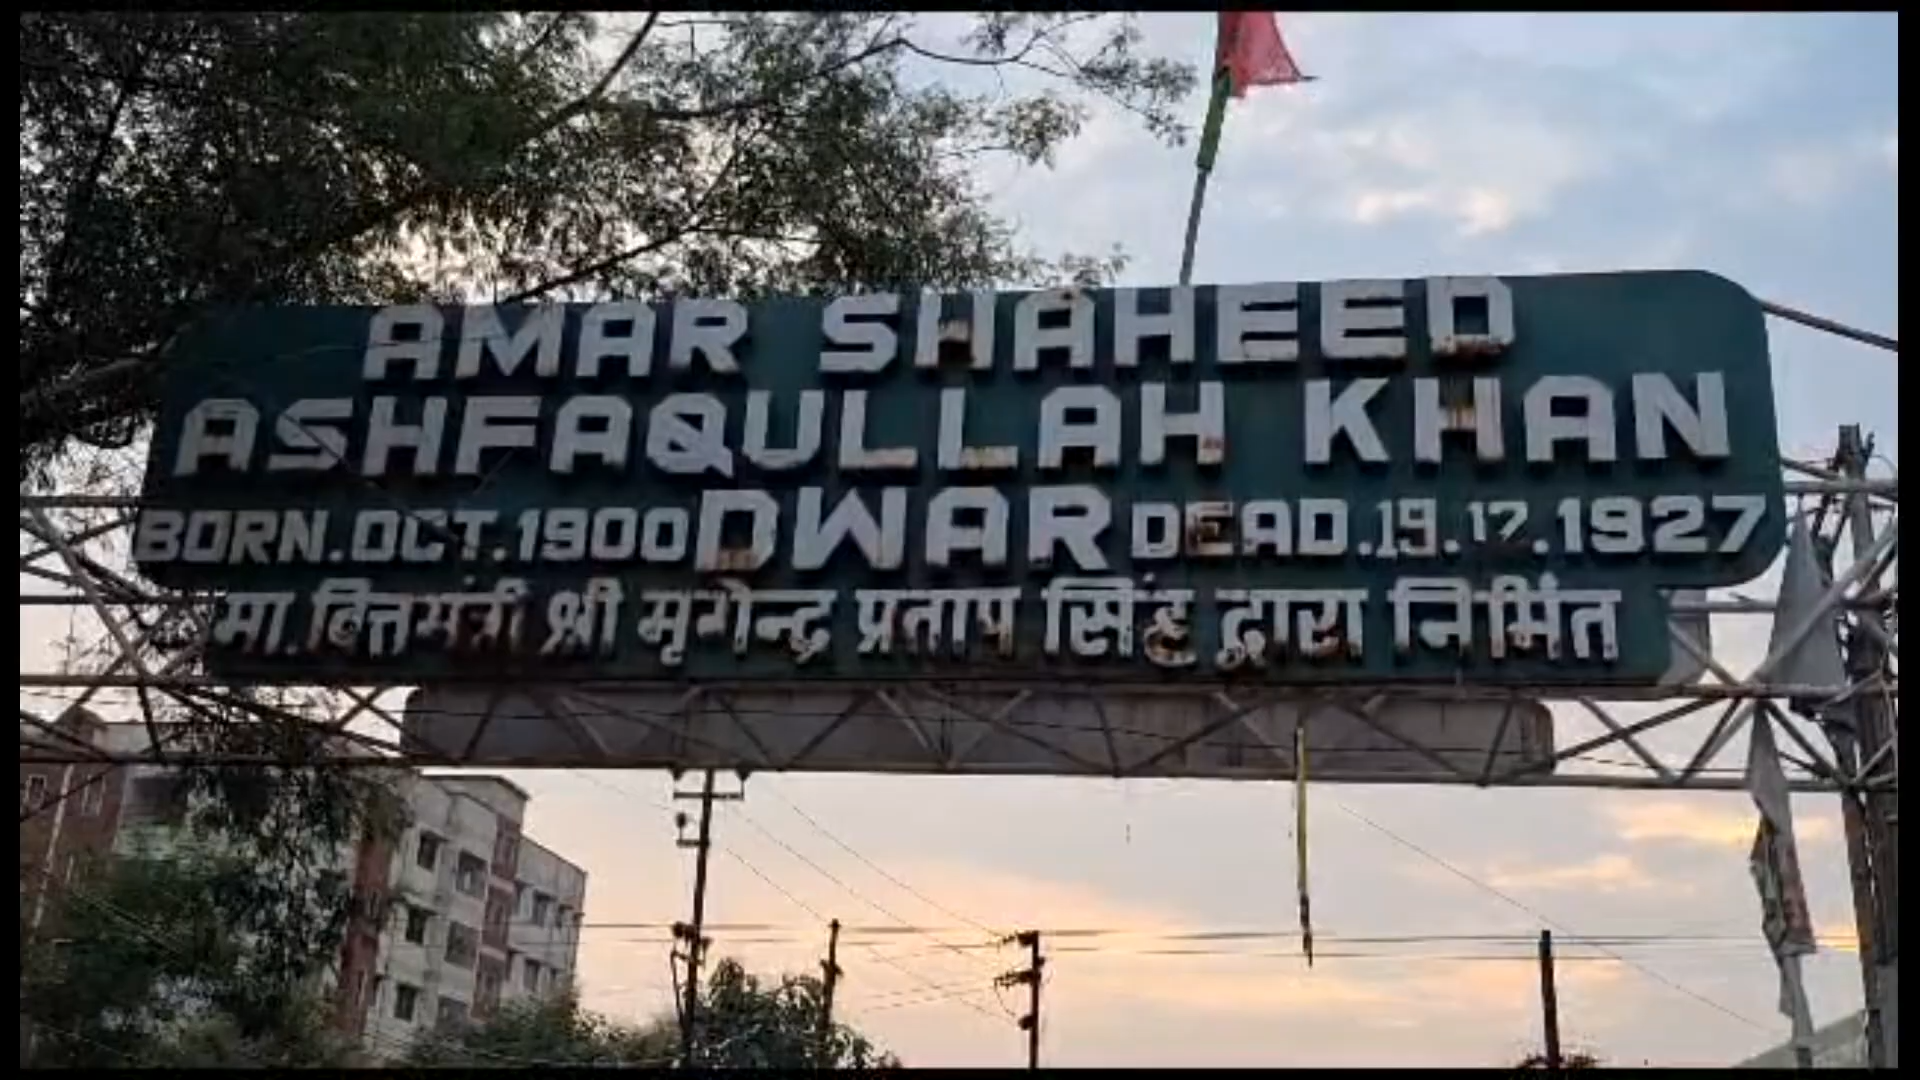 AMAR SHAHEED
ASHFAQULLAH KHAN
BORN.OCT.1900 DWAR DEAD.19.12.1927
मा. वित्तमंत्री श्री मृगेन्द्र प्रताप सिंह द्वारा निर्मित